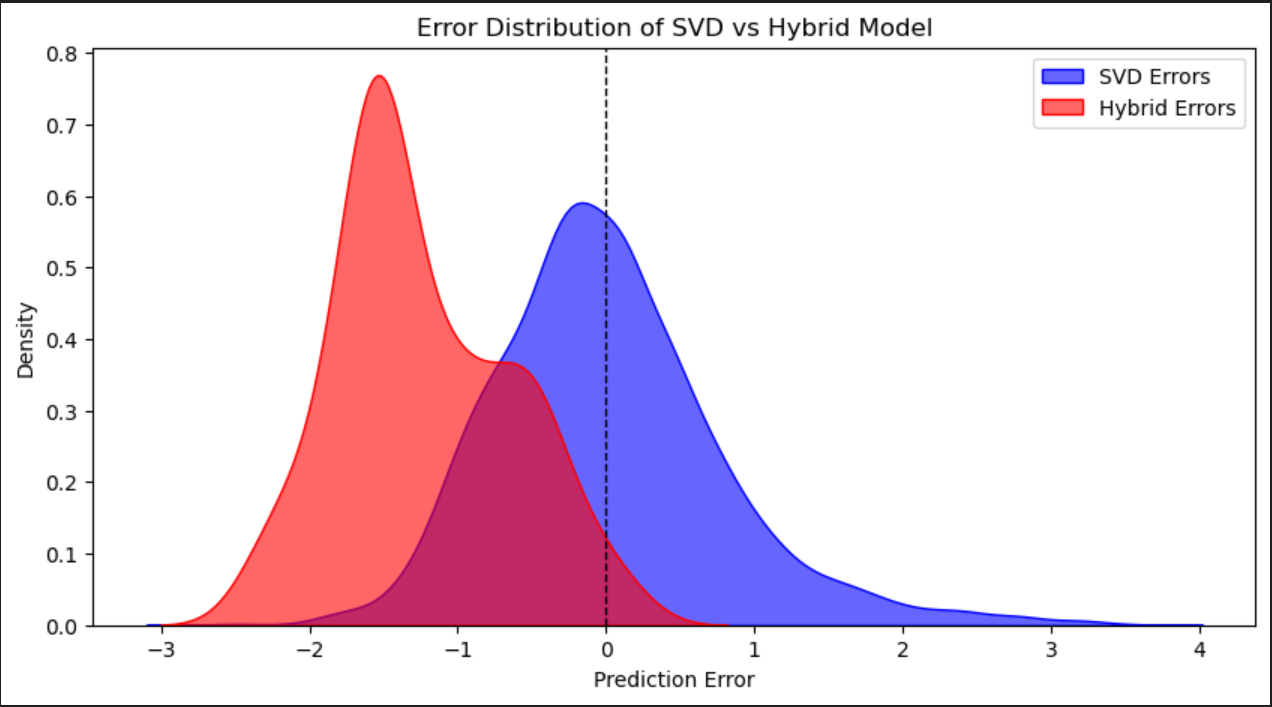 Error Distribution of SVD vs Hybrid Model
SVD Errors
Hybrid Errors
0.8
0.7
0.6
0.5
0.4
0.3
0.2
0.1
0.0
Density
−3 −2 −1 0 1 2 3 4
Prediction Error